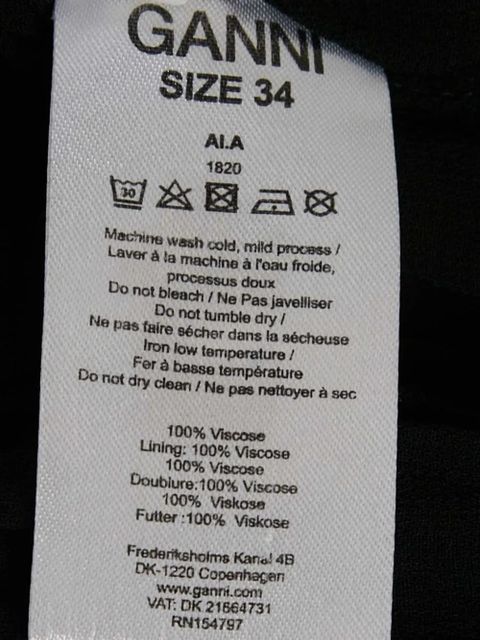 GANNI
SIZE 34
AI.A
1820
30
Machine wash cold, mild process /
Laver à la machine à l'eau froide,
processus doux
Do not bleach / Ne Pas javelliser
Do not tumble dry /
Ne pas faire sécher dans la sécheuse
Iron low temperature /
Fer à basse température
Do not dry clean / Ne pas nettoyer à sec
100% Viscose
Lining: 100% Viscose
100% Viscose
Doublure:100% Viscose
100% Viskose
Futter :100% Viskose
Frederiksholms Kanal 4B
DK-1220 Copenhagen
www.ganni.com
VAT: DK 21664731
RN154797